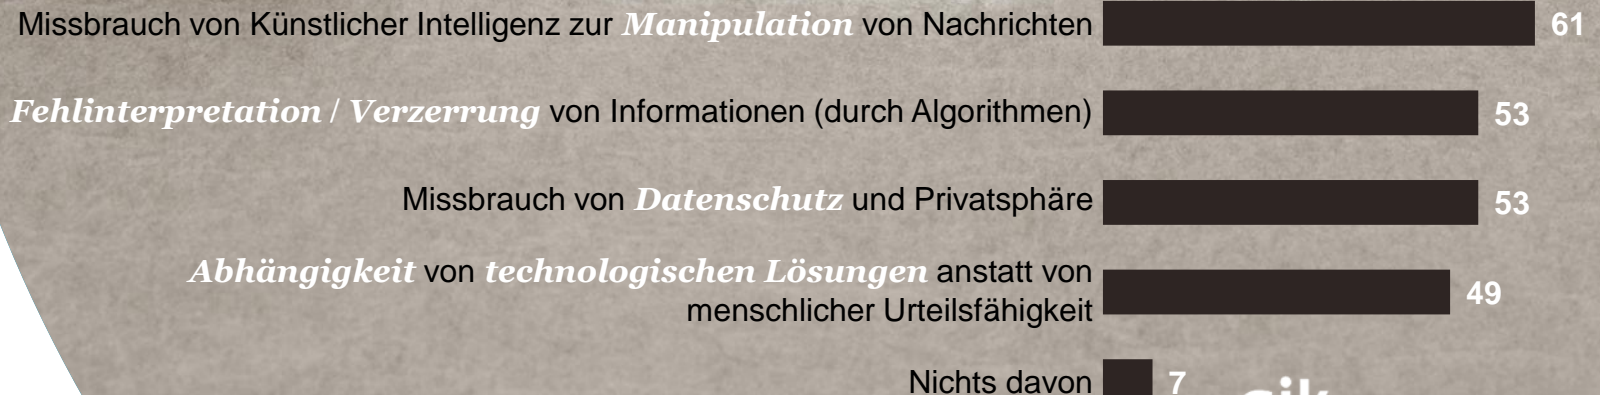 Missbrauch von Künstlicher Intelligenz zur Manipulation von Nachrichten 61
Fehlinterpretation / Verzerrung von Informationen (durch Algorithmen) 53
Missbrauch von Datenschutz und Privatsphäre 53
Abhängigkeit von technologischen Lösungen anstatt von
menschlicher Urteilsfähigkeit 49
Nichts davon 7